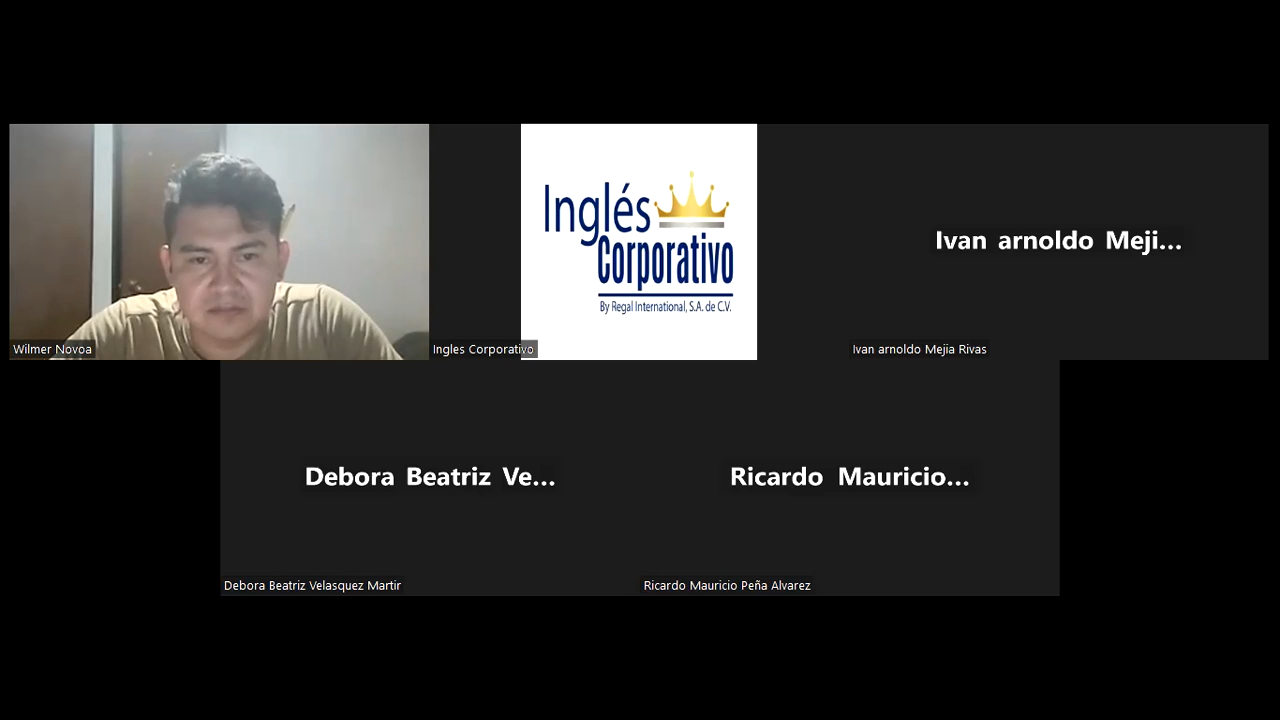 Inglés
Corporativo
By Regal International, S.A. de C.V.
Ivan arnoldo Meji...
Wilmer Novoa
Ingles Corporativo
Ivan arnoldo Mejia Rivas
Debora Beatriz Ve...
Ricardo Mauricio...
Debora Beatriz Velasquez Martir
Ricardo Mauricio Peña Alvarez